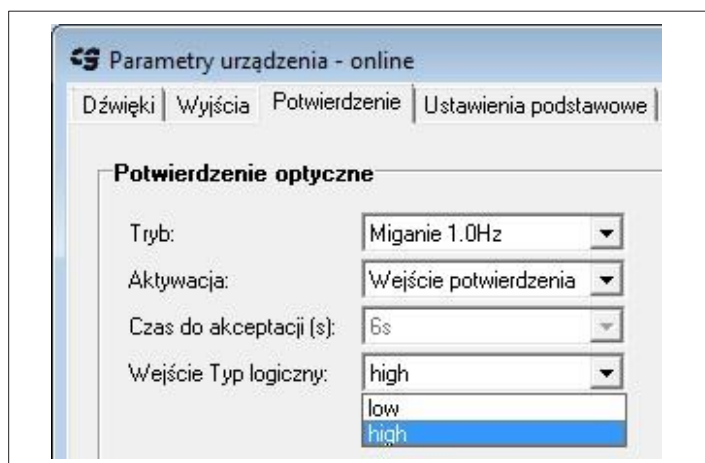 Parametry urządzenia - online
Dźwięki Wyjścia Potwierdzenie Ustawienia podstawowe
Potwierdzenie optyczne
Tryb: Miganie 1.0Hz
Aktywacja: Wejście potwierdzenia
Czas do akceptacji (s): 6s
Wejście Typ logiczny: high
low
high